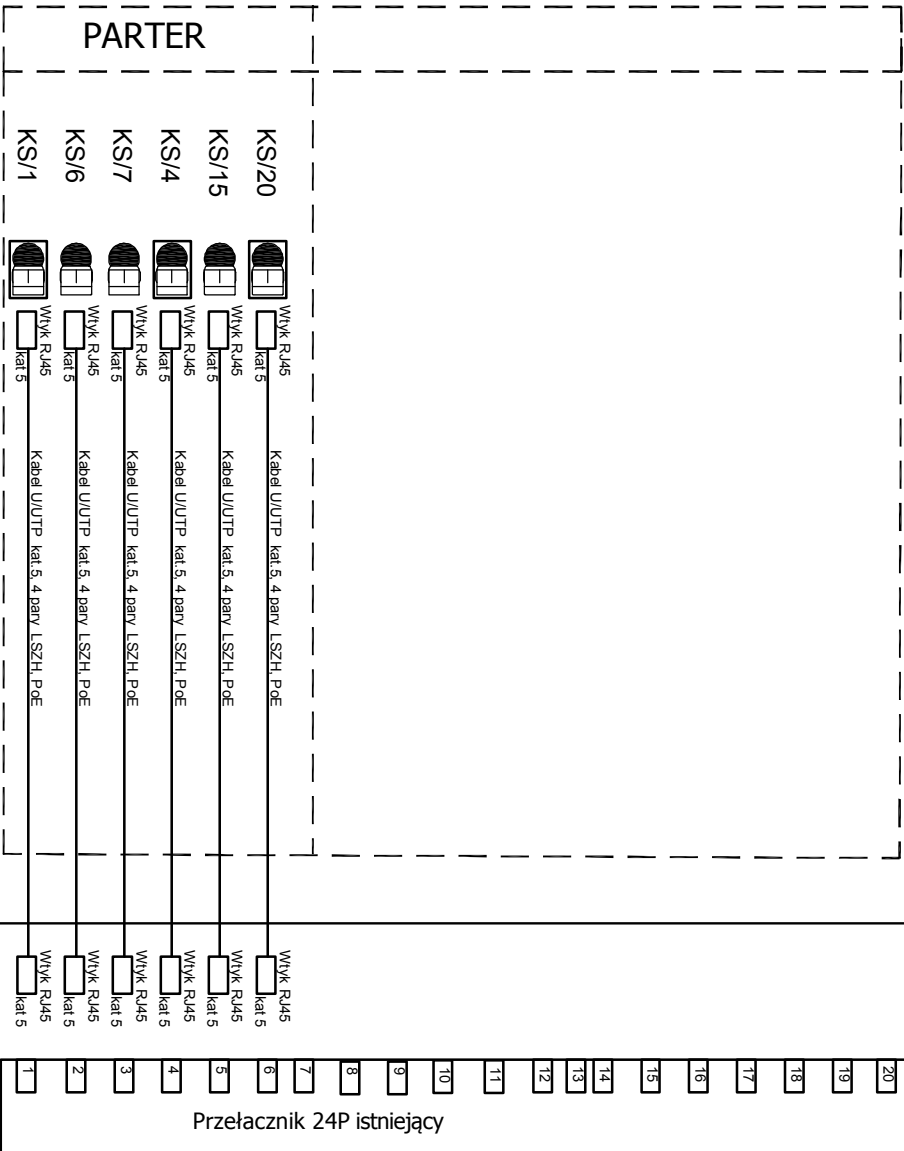 PARTER
KS/1
KS/6
KS/7
KS/4
KS/15
KS/20
Wtyk RJ45
kat 5
Wtyk RJ45
kat 5
Wtyk RJ45
kat 5
Wtyk RJ45
kat 5
Wtyk RJ45
kat 5
Wtyk RJ45
kat 5
Kabel U/UTP kat.5, 4 pary LSZH, PoE
Kabel U/UTP kat.5, 4 pary LSZH, PoE
Kabel U/UTP kat.5, 4 pary LSZH, PoE
Kabel U/UTP kat.5, 4 pary LSZH, PoE
Kabel U/UTP kat.5, 4 pary LSZH, PoE
Kabel U/UTP kat.5, 4 pary LSZH, PoE
Wtyk RJ45
kat 5
Wtyk RJ45
kat 5
Wtyk RJ45
kat 5
Wtyk RJ45
kat 5
Wtyk RJ45
kat 5
Wtyk RJ45
kat 5
1
2
3
4
5
6
7
8
9
10
11
12
13
14
15
16
17
18
19
20
Przełacznik 24P istniejący